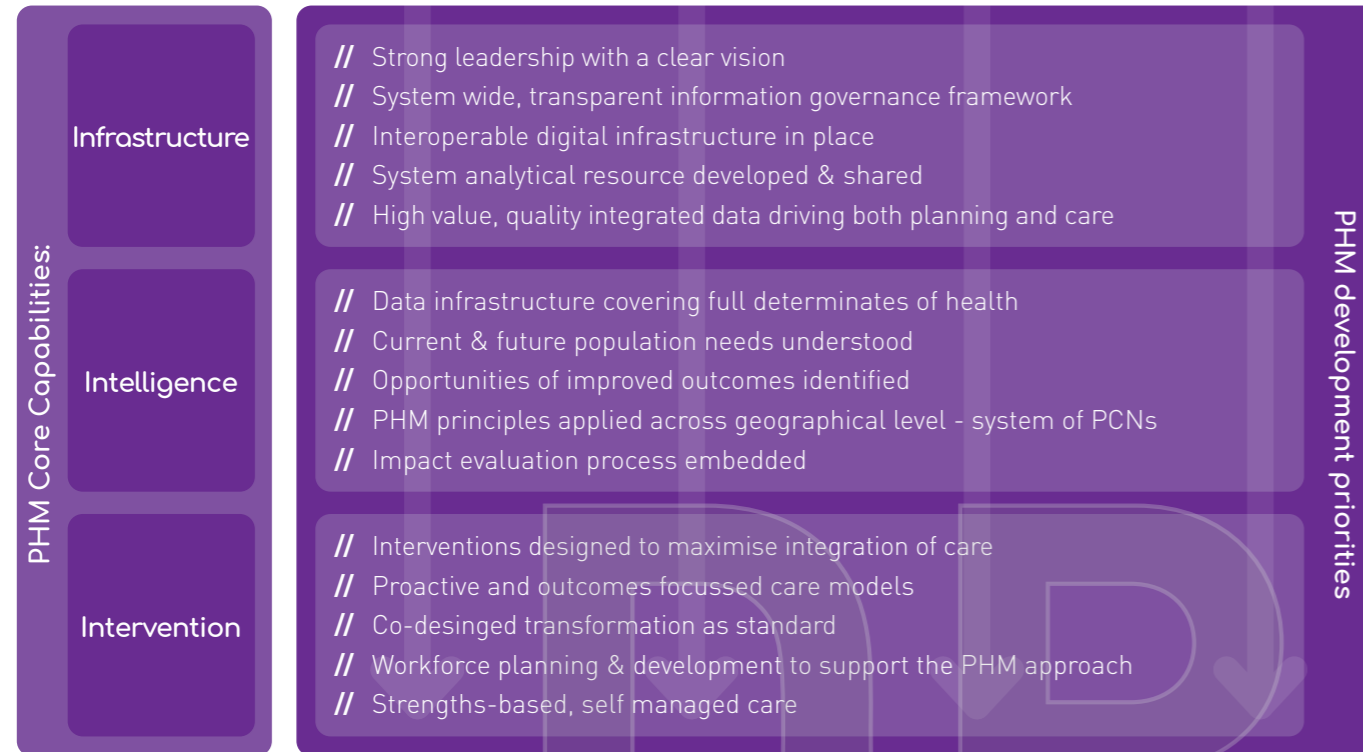 PHM Core Capabilities:
Infrastructure
// Strong leadership with a clear vision
// System wide, transparent information governance framework
// Interoperable digital infrastructure in place
// System analytical resource developed & shared
// High value, quality integrated data driving both planning and care
Intelligence
// Data infrastructure covering full determinates of health
// Current & future population needs understood
// Opportunities of improved outcomes identified
// PHM principles applied across geographical level - system of PCNs
// Impact evaluation process embedded
Intervention
// Interventions designed to maximise integration of care
// Proactive and outcomes focussed care models
// Co-desinged transformation as standard
// Workforce planning & development to support the PHM approach
// Strengths-based, self managed care
PHM development priorities